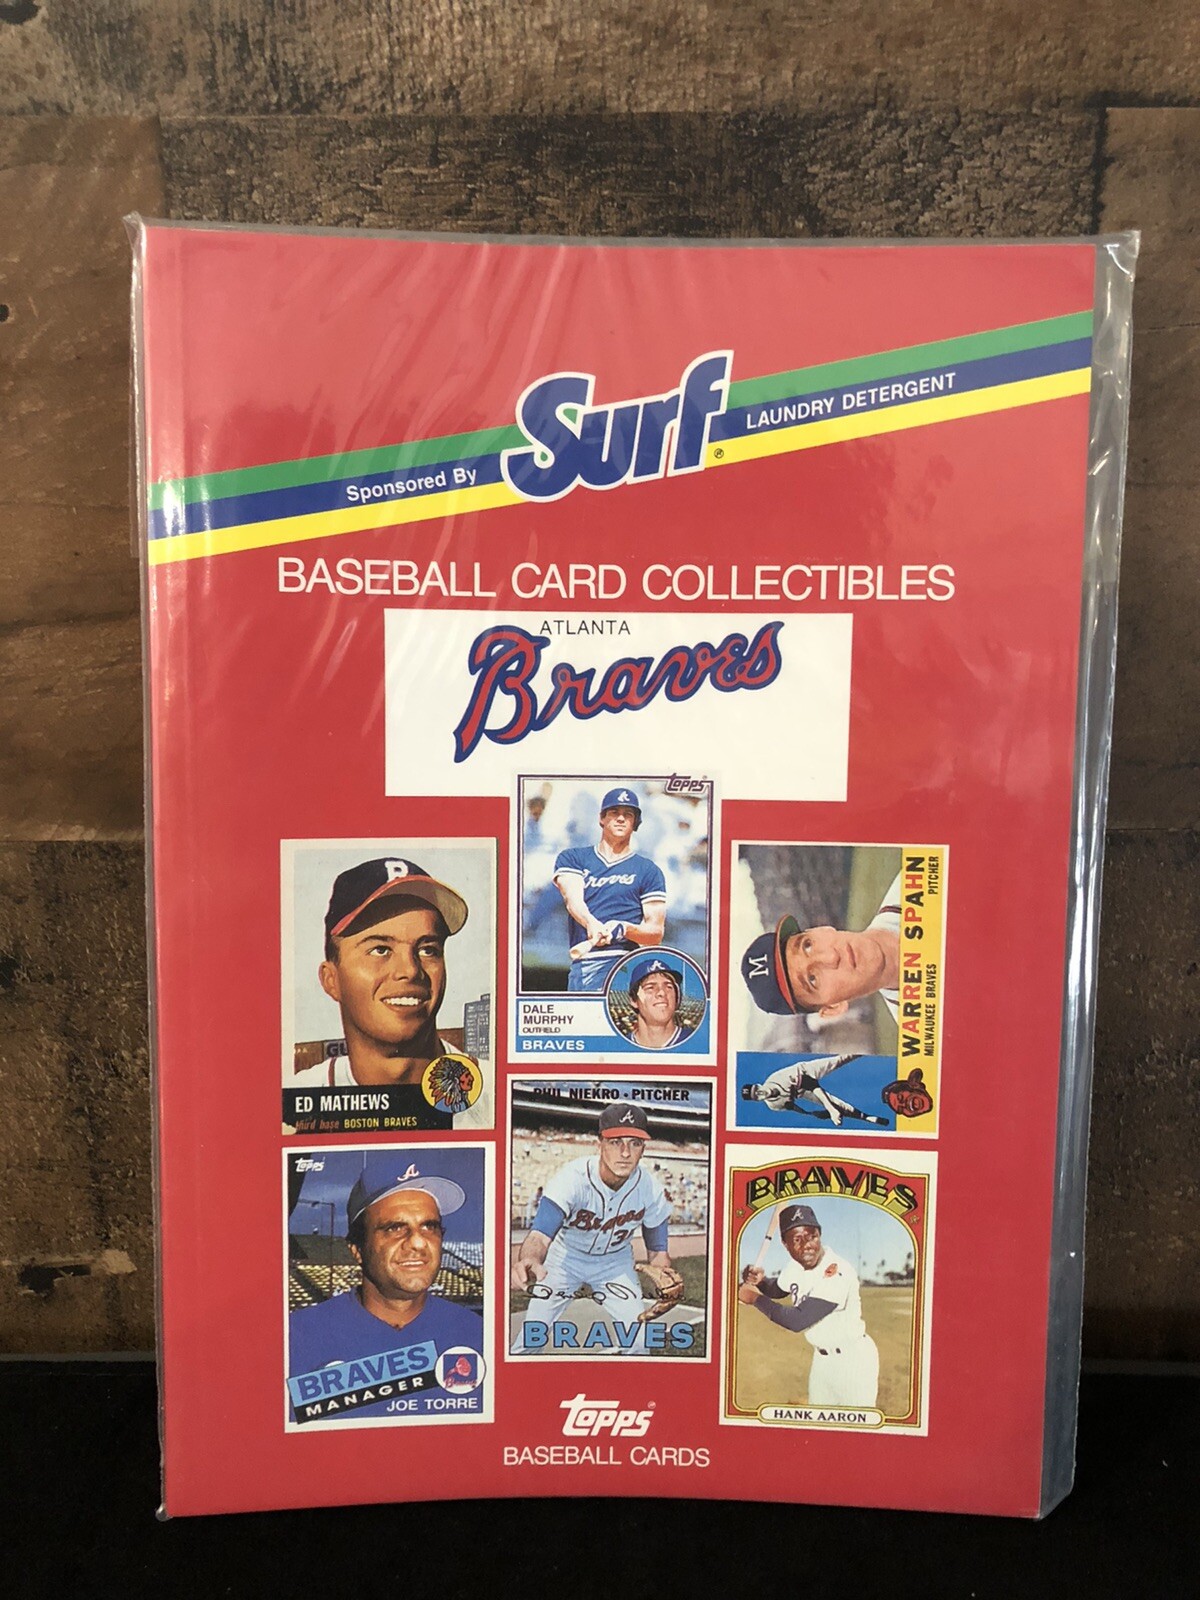 Sponsored By Surf® LAUNDRY DETERGENT
BASEBALL CARD COLLECTIBLES
ATLANTA
Braves
Topps
Braves
DALE
MURPHY
OUTFIELD
BRAVES
B
ED MATHEWS
third base BOSTON BRAVES
M
WARREN SPAHN
PITCHER
MILWAUKEE BRAVES
Topps
A
BRAVES
MANAGER
JOE TORRE
PHIL NIEKRO • PITCHER
A
Braves
BRAVES
BRAVES
A
HANK AARON
Topps
BASEBALL CARDS